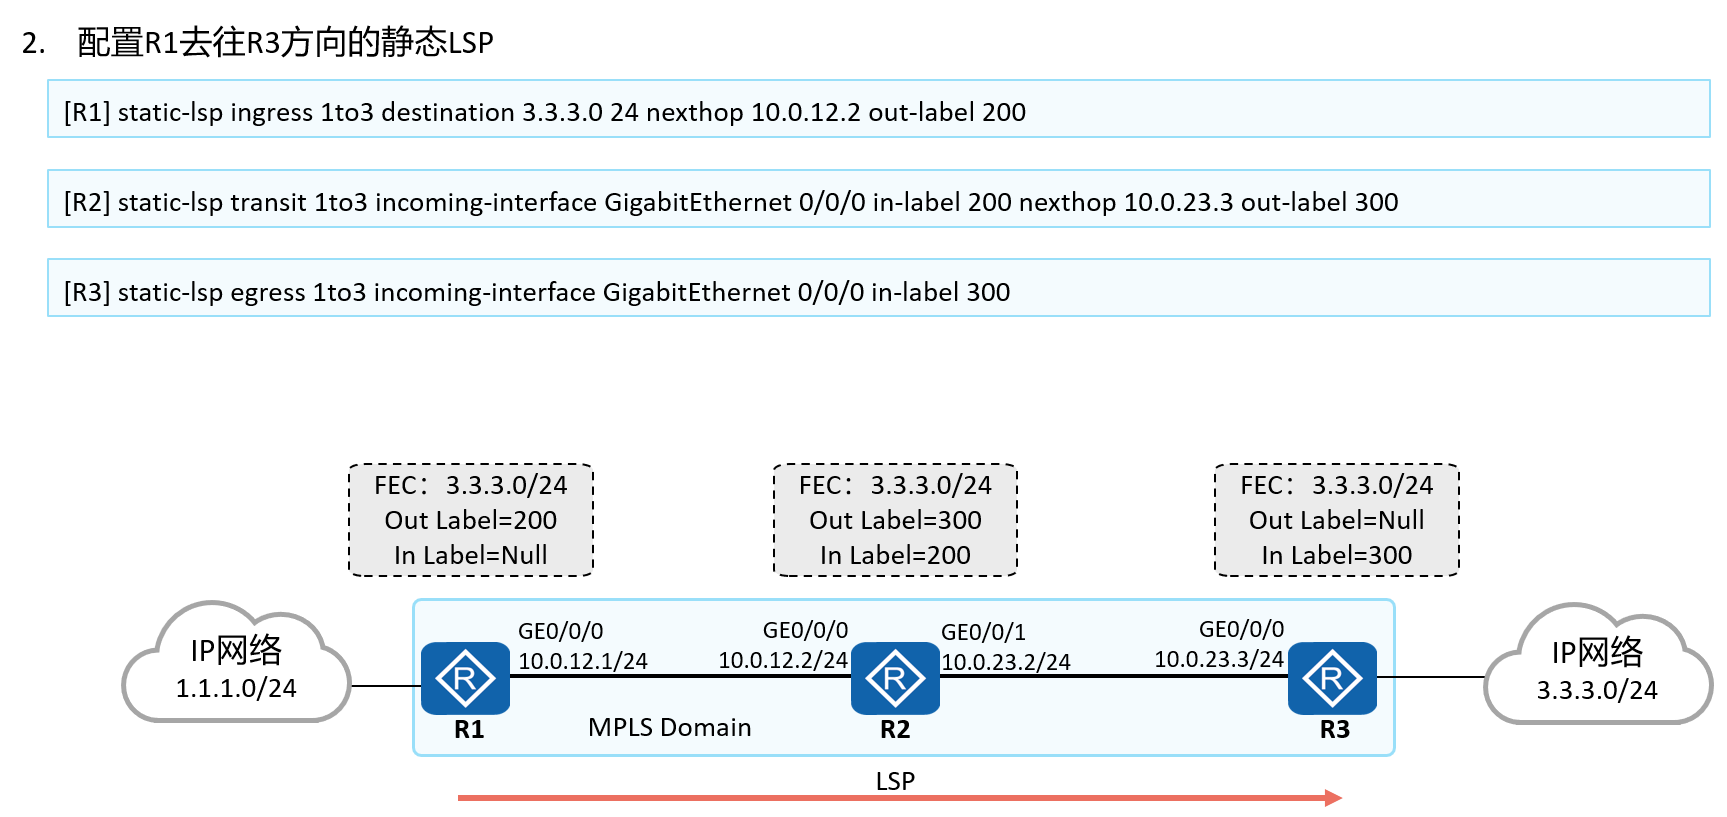 2. 配置R1去往R3方向的静态LSP
[R1] static-lsp ingress 1to3 destination 3.3.3.0 24 nexthop 10.0.12.2 out-label 200
[R2] static-lsp transit 1to3 incoming-interface GigabitEthernet 0/0/0 in-label 200 nexthop 10.0.23.3 out-label 300
[R3] static-lsp egress 1to3 incoming-interface GigabitEthernet 0/0/0 in-label 300
FEC：3.3.3.0/24
Out Label=200
In Label=Null
FEC：3.3.3.0/24
Out Label=300
In Label=200
FEC：3.3.3.0/24
Out Label=Null
In Label=300
IP网络
1.1.1.0/24
GE0/0/0
10.0.12.1/24
GE0/0/0
10.0.12.2/24
GE0/0/1
10.0.23.2/24
GE0/0/0
10.0.23.3/24
IP网络
3.3.3.0/24
R
R
R
R1
MPLS Domain
R2
R3
LSP